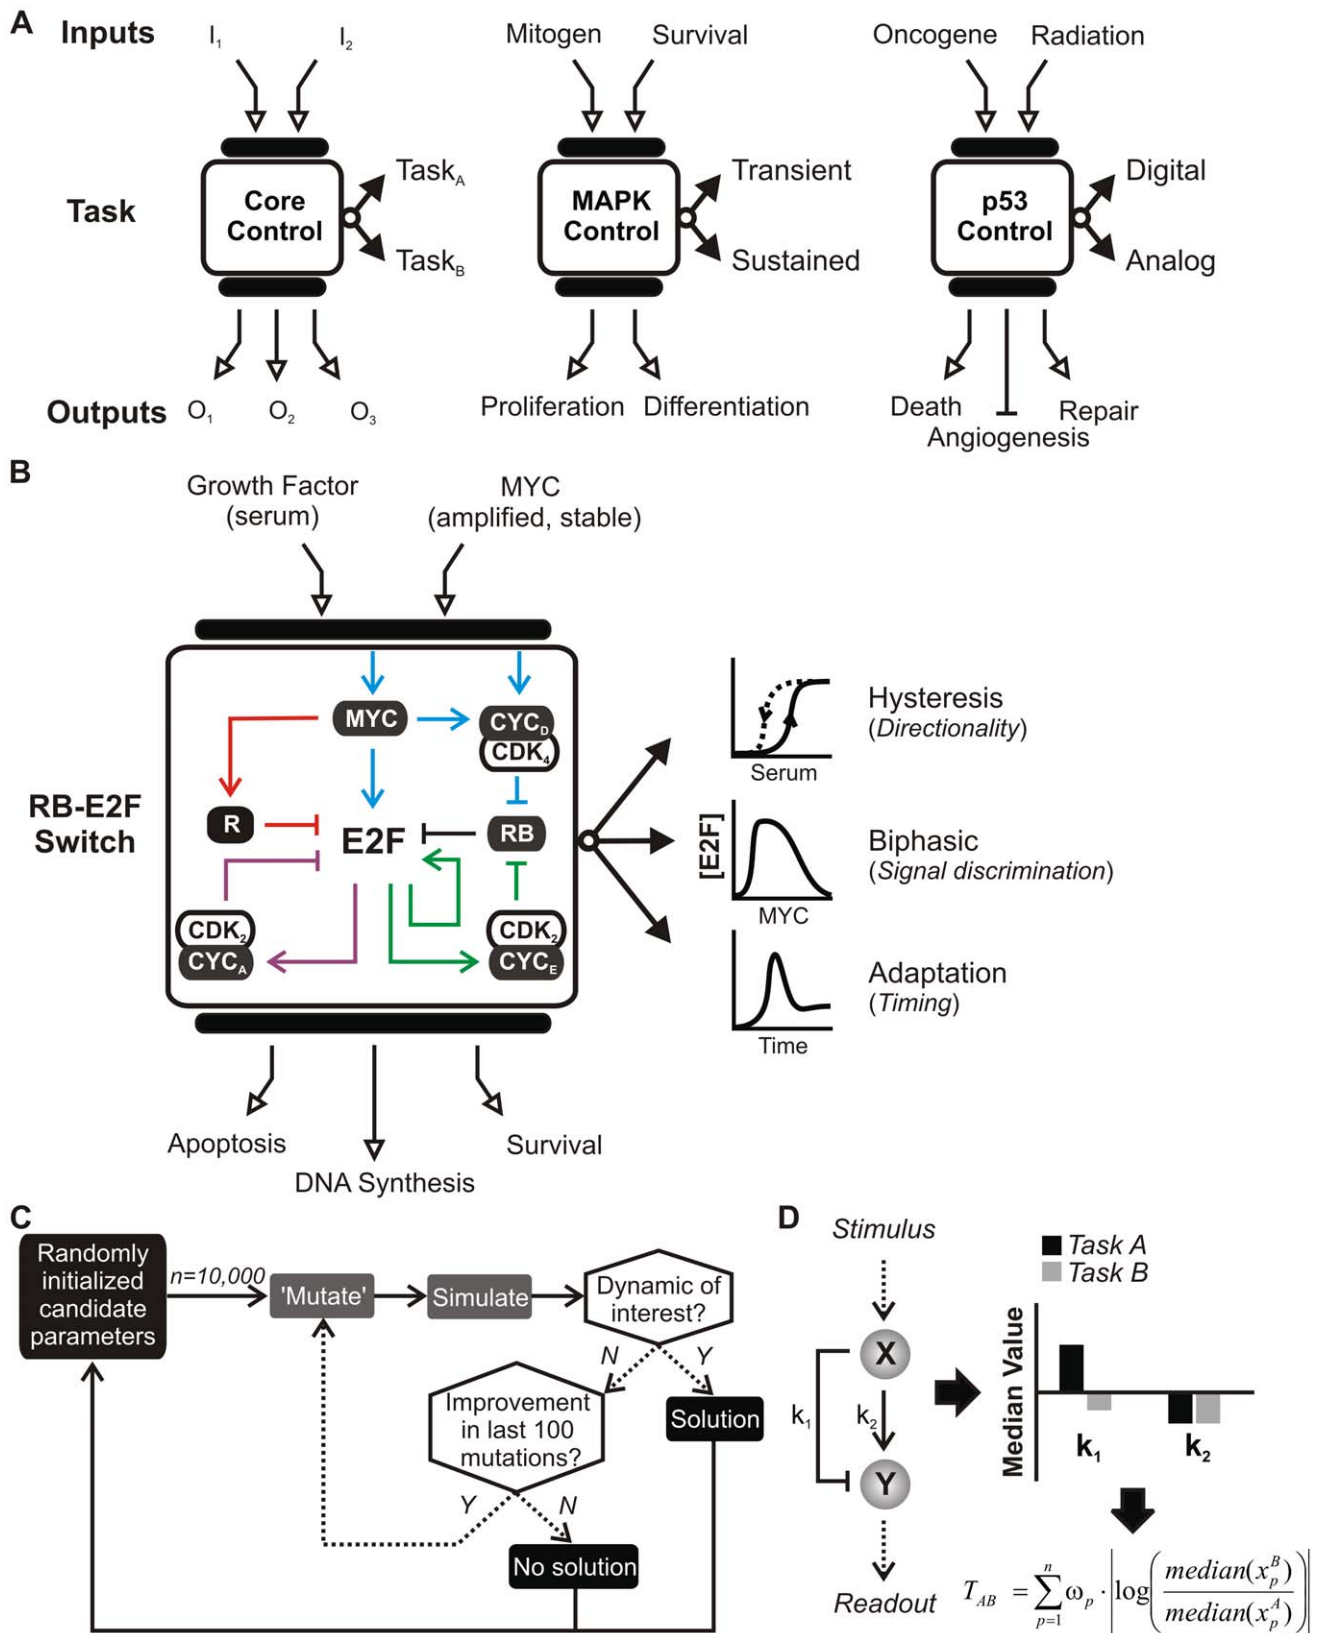 A
Inputs
I1
I2
Mitogen
Survival
Oncogene
Radiation
Task
Core
Control
TaskA
TaskB
MAPK
Control
Transient
Sustained
p53
Control
Digital
Analog
Outputs
O1
O2
O3
Proliferation
Differentiation
Death
Angiogenesis
Repair
B
Growth Factor
(serum)
MYC
(amplified, stable)
RB-E2F
Switch
MYC
CYCD
CDK4
R
E2F
RB
CDK2
CYCA
CDK2
CYCE
Hysteresis
(Directionality)
Serum
[E2F]
Biphasic
(Signal discrimination)
MYC
Adaptation
(Timing)
Time
Apoptosis
DNA Synthesis
Survival
C
Randomly
initialized
candidate
parameters
n=10,000
'Mutate'
Simulate
Dynamic of
interest?
N
Y
Improvement
in last 100
mutations?
Solution
Y
N
No solution
D
Stimulus
X
k1
k2
Y
Readout
Task A
Task B
Median Value
k1
k2
T_AB = ∑_{p=1}^{n} ω_p · |log(median(x_p^B) / median(x_p^A))|